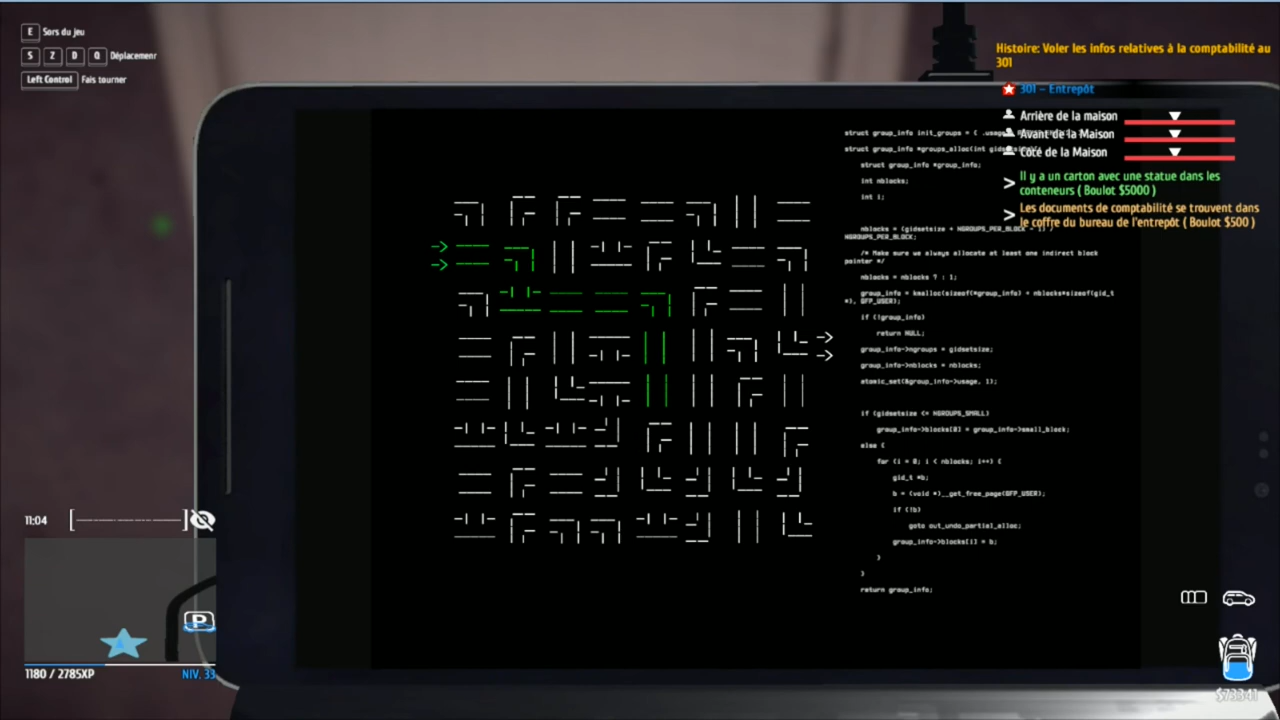 E Sors du jeu
S Z D Q Déplacement
Left Control Fais tourner
Histoire: Voler les infos relatives à la comptabilité au
301
301 - Entrepôt
Arrière de la maison
Avant de la Maison
Côté de la Maison
> Il y a un carton avec une statue dans les
conteneurs ( Boulot $5000 )
> Les documents de comptabilité se trouvent dans
le coffre du bureau de l'entrepôt ( Boulot $500 )
struct group_info init_groups = { .usage
struct group_info *groups_alloc(int
struct group_info *group_info;
int nblocks;
int i;
nblocks = (gidsetsize + NGROUPS_PER_BLOCK - 1) /
NGROUPS_PER_BLOCK;
/* Make sure we always allocate at least one indirect block
pointer */
nblocks = nblocks ? : 1;
group_info = kmalloc(sizeof(*group_info) + nblocks*sizeof(gid_t
*), GFP_USER);
if (!group_info)
return NULL;
group_info->ngroups = gidsetsize;
group_info->nblocks = nblocks;
atomic_set(&group_info->usage, 1);
if (gidsetsize <= NGROUPS_SMALL)
group_info->blocks[0] = group_info->small_block;
else {
for (i = 0; i < nblocks; i++) {
gid_t *b;
b = (void *)__get_free_page(GFP_USER);
if (!b)
goto out_undo_partial_alloc;
group_info->blocks[i] = b;
}
}
return group_info;
11:04
P
1180 / 2785XP
NIV. 33
$73341